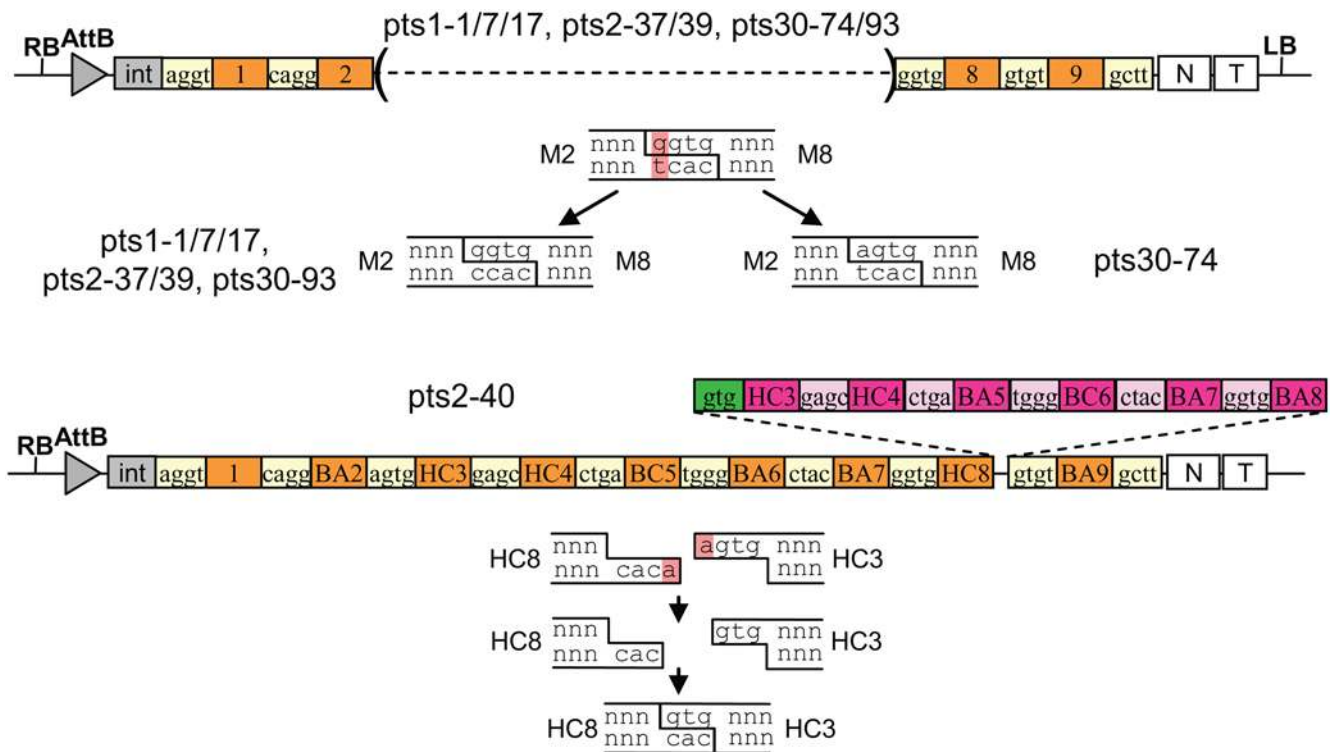 pts1-1/7/17, pts2-37/39, pts30-74/93
RB AttB LB
int aggt 1 cagg 2 ( ) ggtg 8 gtgt 9 gctt N T
M2 nnn ggtg nnn M8
nnn tcac nnn
pts1-1/7/17,
pts2-37/39, pts30-93
M2 nnn ggtg nnn M8
nnn ccac nnn
M2 nnn agtg nnn M8
nnn tcac nnn
pts30-74
pts2-40
gtg HC3 gagc HC4 ctga BA5 tggg BC6 ctac BA7 ggtg BA8
RB AttB
int aggt 1 cagg BA2 agtg HC3 gagc HC4 ctga BC5 tggg BA6 ctac BA7 ggtg HC8 gtgt BA9 gctt N T
HC8 nnn agtg nnn HC3
nnn caca nnn
HC8 nnn gtg nnn HC3
nnn cac nnn
HC8 nnn gtg nnn HC3
nnn cac nnn